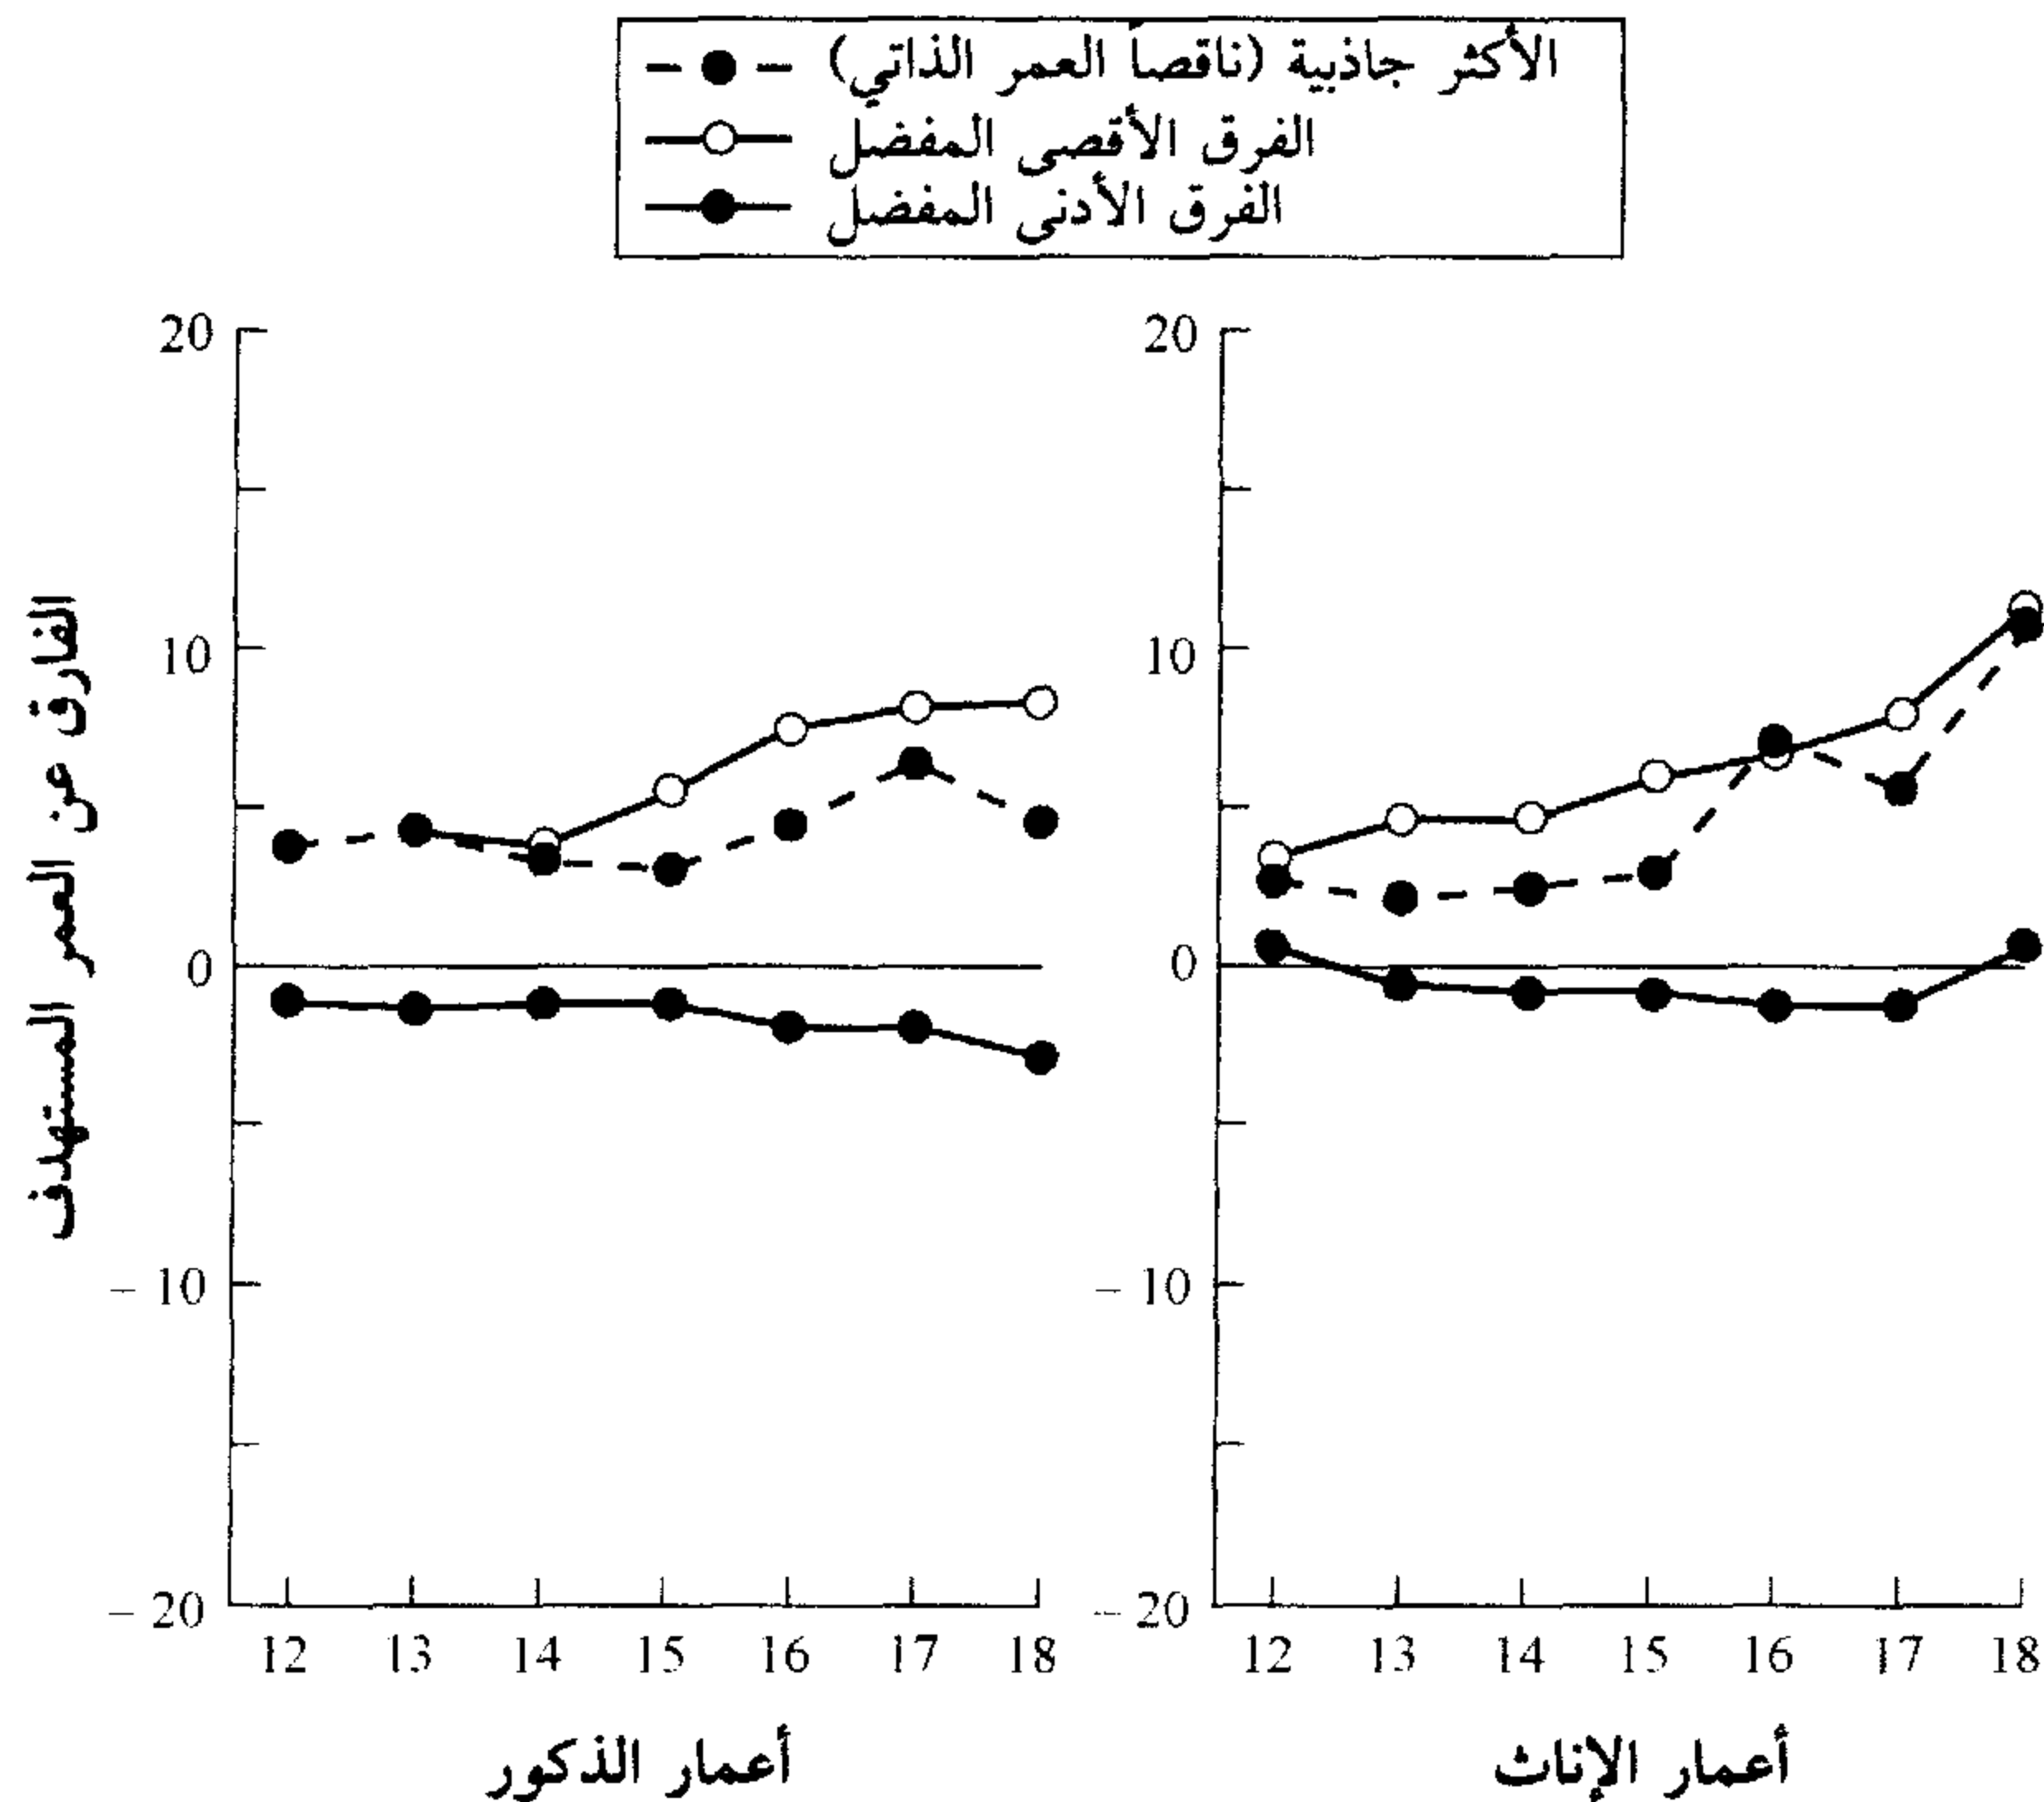 الأكثر جاذبية (ناقصاً العمر الذاتي)
الفرق الأقصى المفضل
الفرق الأدنى المفضل
الفارق عن العمر المستهدف
20
10
0
– 10
– 20
12 13 14 15 16 17 18
أعمار الذكور
20
10
0
– 10
– 20
12 13 14 15 16 17 18
أعمار الإناث